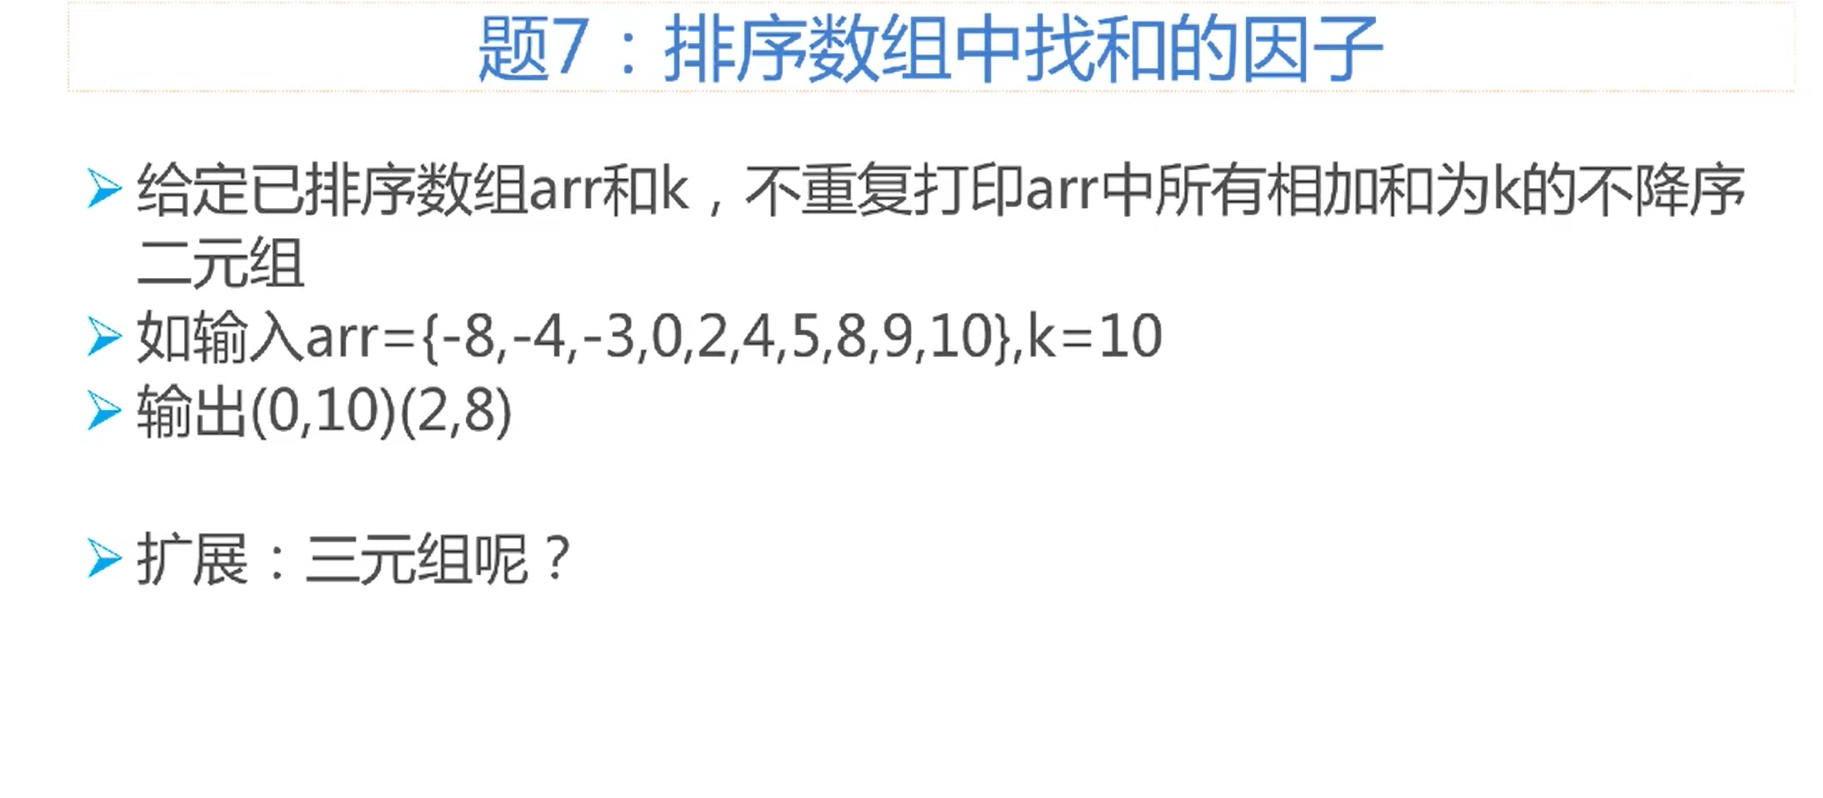 题7：排序数组中找和的因子
给定已排序数组arr和k，不重复打印arr中所有相加和为k的不降序
二元组
如输入arr={-8,-4,-3,0,2,4,5,8,9,10},k=10
输出(0,10)(2,8)
扩展：三元组呢？